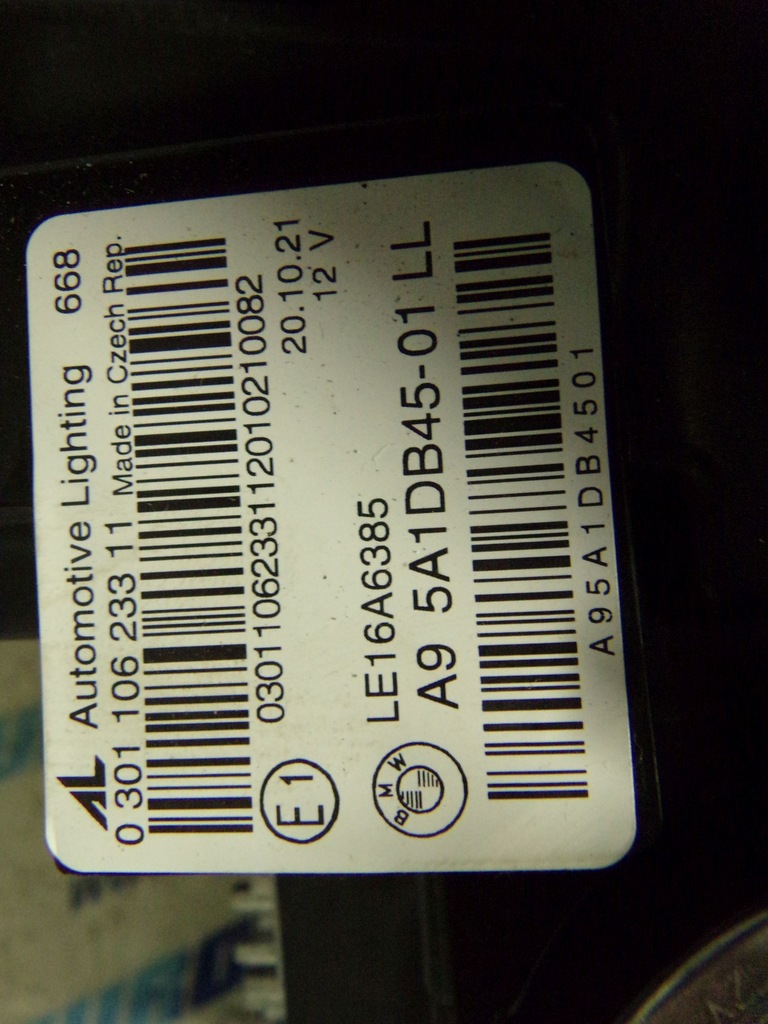 AL Automotive Lighting 668
0 301 106 233 11 Made in Czech Rep.
0301106233112010210082
20.10.21
12 V
E1
LE16A6385
BMW
A9 5A1DB45-01 LL
A95A1DB4501